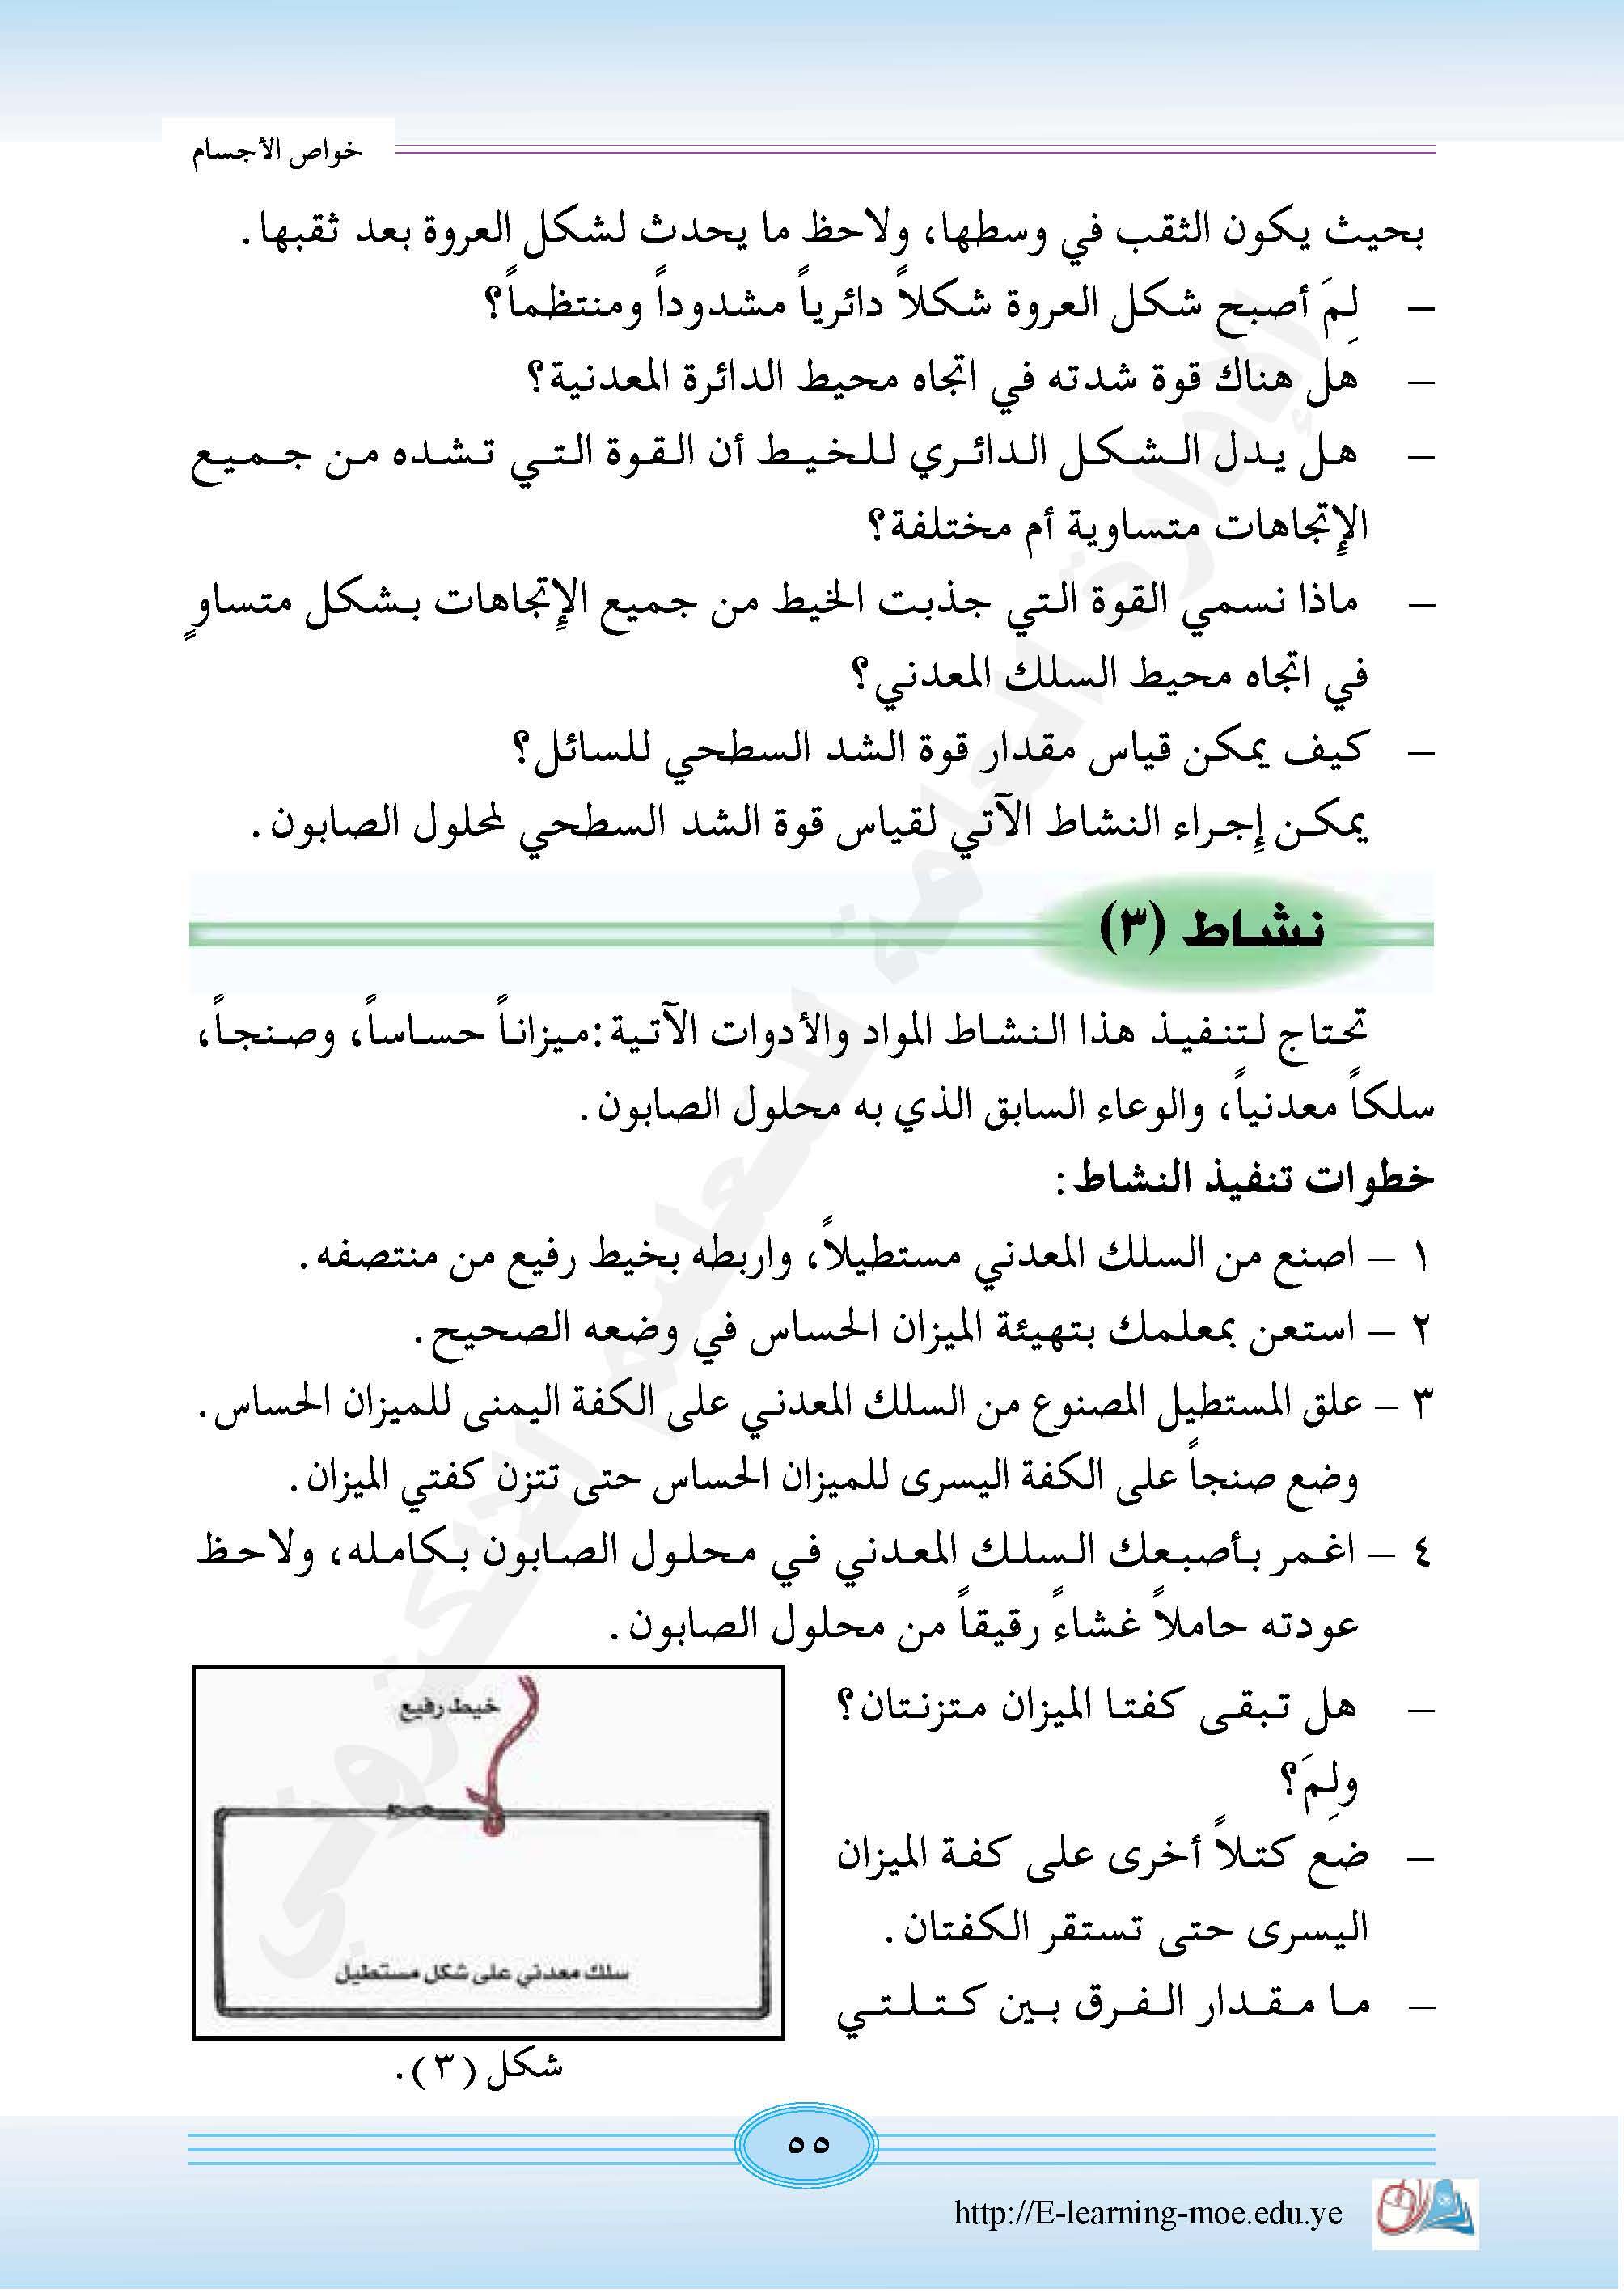 خواص الأجسام
بحيث يكون الثقب في وسطها، ولاحظ ما يحدث لشكل العروة بعد ثقبها.
– لِمَ أصبح شكل العروة شكلاً دائرياً مشدوداً ومنتظماً؟
– هل هناك قوة شدته في اتجاه محيط الدائرة المعدنية؟
– هل يدل الشكل الدائري للخيط أن القوة التي تشده من جميع
الإتجاهات متساوية أم مختلفة؟
– ماذا نسمي القوة التي جذبت الخيط من جميع الإتجاهات بشكل متساوٍ
في اتجاه محيط السلك المعدني؟
– كيف يمكن قياس مقدار قوة الشد السطحي للسائل؟
يمكن إجراء النشاط الآتي لقياس قوة الشد السطحي لمحلول الصابون.
نشاط (٣)
تحتاج لتنفيذ هذا النشاط المواد والأدوات الآتية:ميزاناً حساساً، وصنجاً،
سلكاً معدنياً، والوعاء السابق الذي به محلول الصابون.
خطوات تنفيذ النشاط:
١ – اصنع من السلك المعدني مستطيلاً، واربطه بخيط رفيع من منتصفه.
٢ – استعن بمعلمك بتهيئة الميزان الحساس في وضعه الصحيح.
٣ – علق المستطيل المصنوع من السلك المعدني على الكفة اليمنى للميزان الحساس.
وضع صنجاً على الكفة اليسرى للميزان الحساس حتى تتزن كفتي الميزان.
٤ – اغمر بأصبعك السلك المعدني في محلول الصابون بكامله، ولاحظ
عودته حاملاً غشاءً رقيقاً من محلول الصابون.
– هل تبقى كفتا الميزان متزنتان؟
ولِمَ؟
– ضع كتلاً أخرى على كفة الميزان
اليسرى حتى تستقر الكفتان.
– ما مقدار الفرق بين كتلتي
خيط رفيع
سلك معدني على شكل مستطيل
شكل (٣).
٥٥
http://E-learning-moe.edu.ye
الإدارة العامة للتعليم الالكتروني